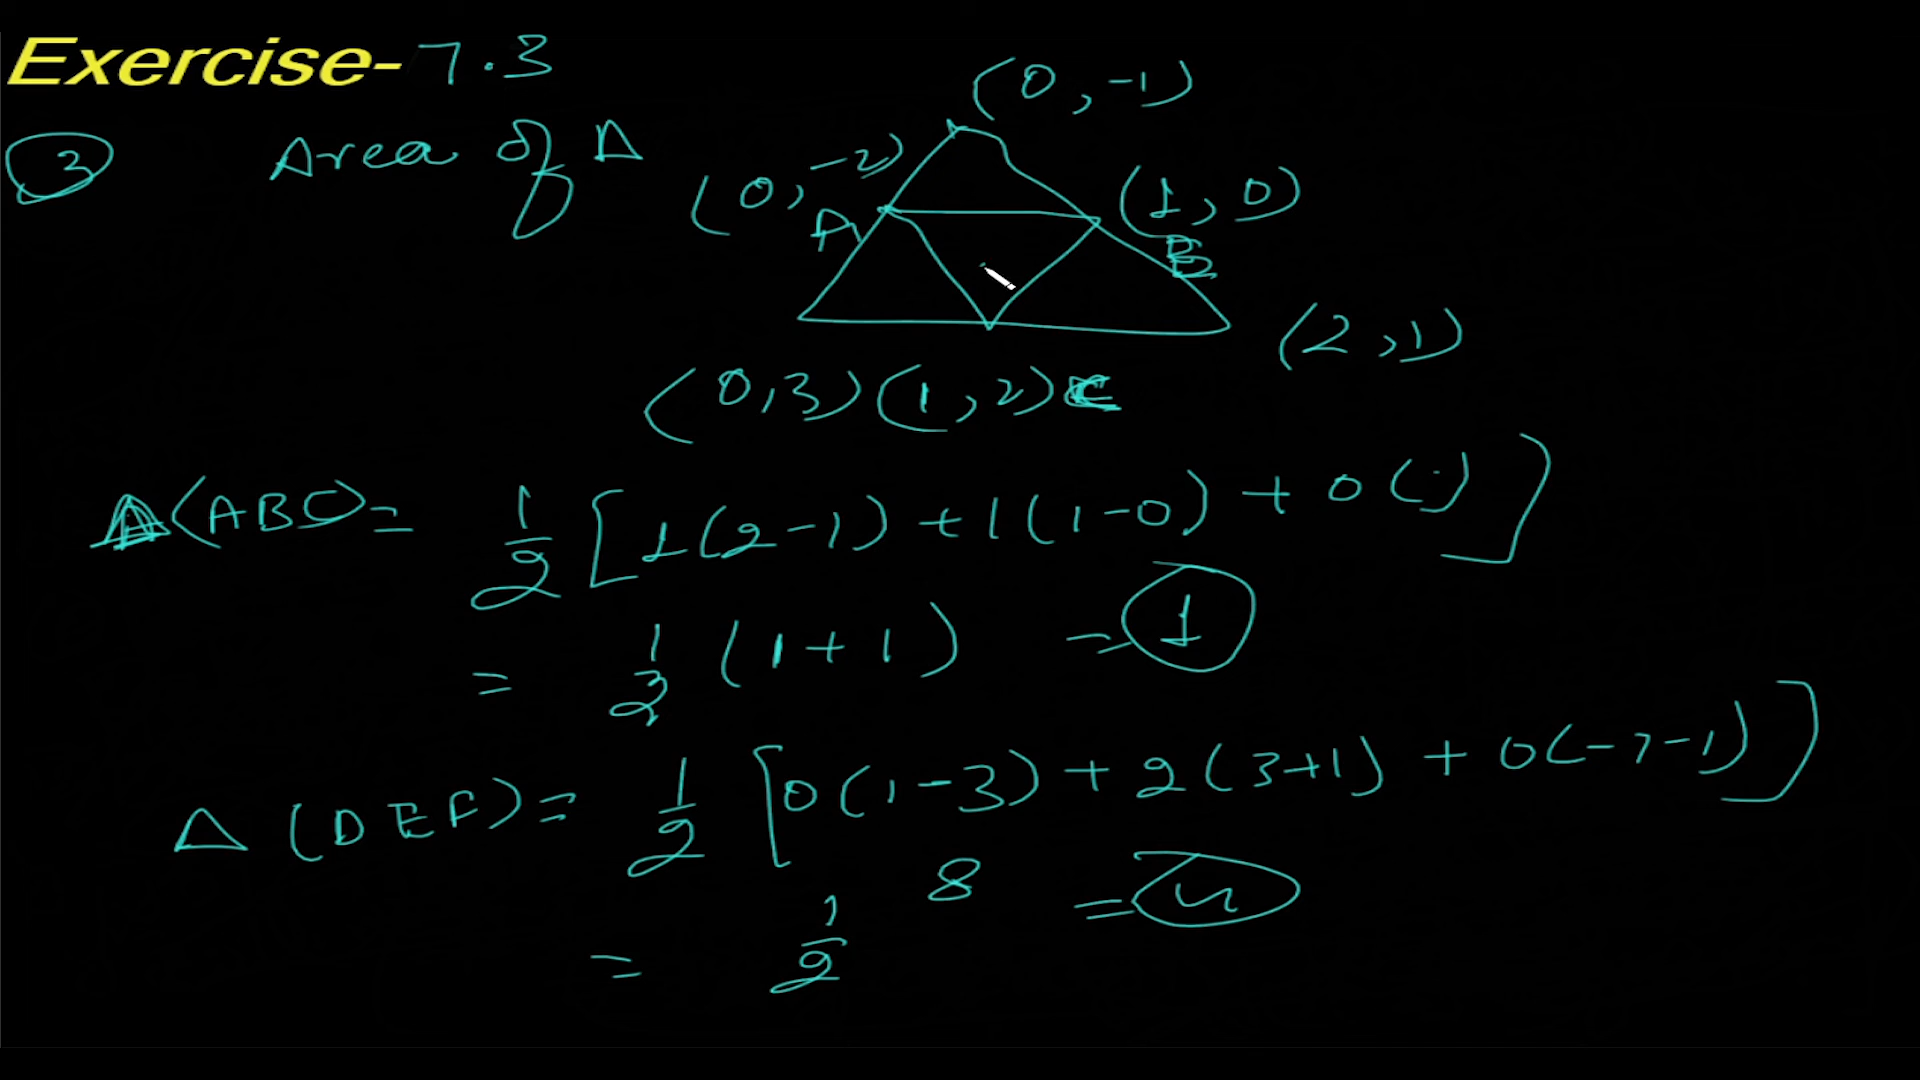 Exercise-7.3
3 Area of Δ
(0, -1)
(0, -2)
A
(1, 0)
B
(2, 1)
(0, 3) (1, 2) C
Δ(ABC) = 1/2 [1(2-1) + 1(1-0) + 0(-)]
= 1/2 (1+1) = 1
Δ(DEF) = 1/2 [0(1-3) + 2(3+1) + 0(-1-1)]
= 1/2 8 = 4